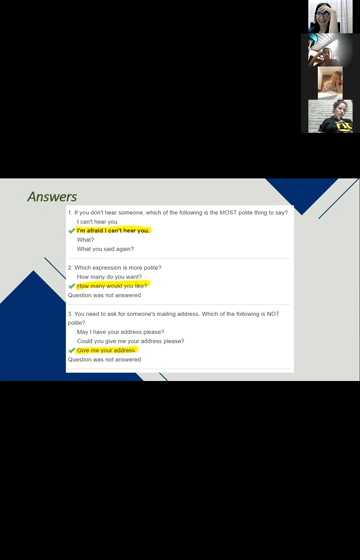 Answers
1. If you don't hear someone, which of the following is the MOST polite thing to say?
I can't hear you.
I'm afraid I can't hear you.
What?
What you said again?
2. Which expression is more polite?
How many do you want?
How many would you like?
Question was not answered
3. You need to ask for someone's mailing address. Which of the following is NOT
polite?
May I have your address please?
Could you give me your address please?
Give me your address
Question was not answered